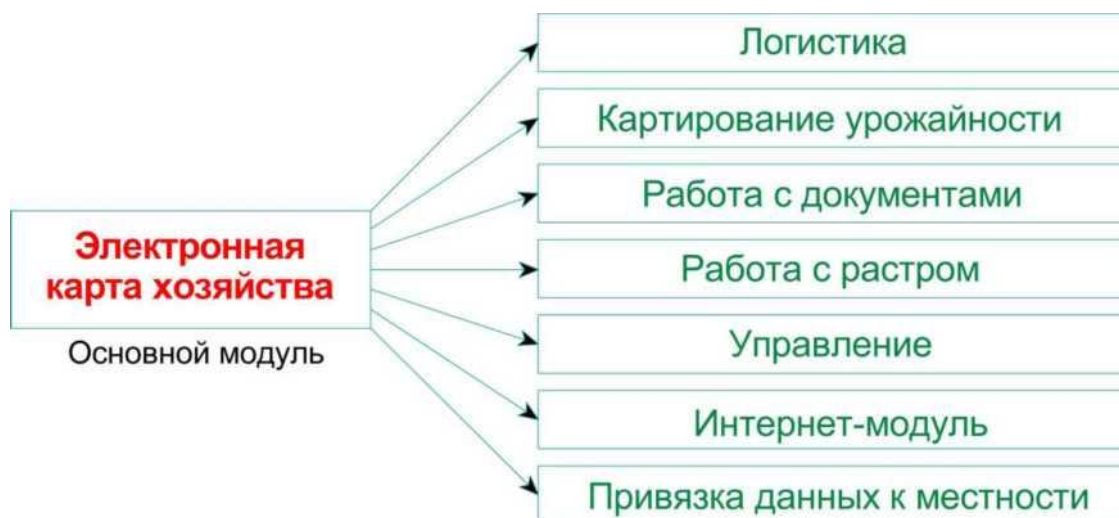 Логистика
Картирование урожайности
Работа с документами
Работа с растром
Электронная
карта хозяйства
Основной модуль
Управление
Интернет-модуль
Привязка данных к местности